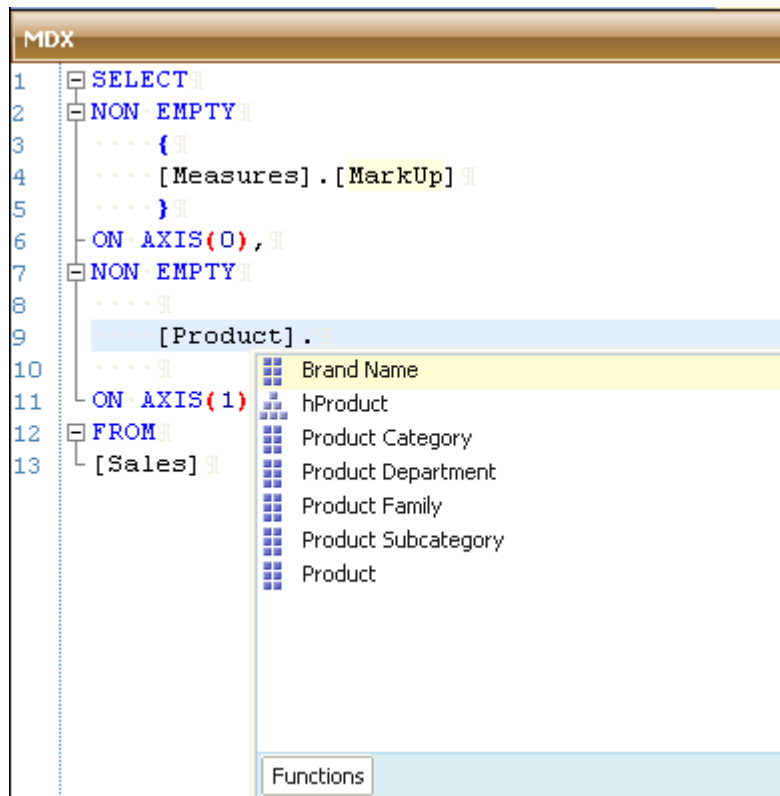 MDX
1 SELECT¶
2 NON·EMPTY¶
3 ····{¶
4 ····[Measures].[MarkUp]¶
5 ····}¶
6 ON·AXIS(0),¶
7 NON·EMPTY¶
8 ····¶
9 ····[Product].¶
10 ····¶
11 ON·AXIS(1)
12 FROM¶
13 [Sales]¶
Brand Name
hProduct
Product Category
Product Department
Product Family
Product Subcategory
Product
Functions